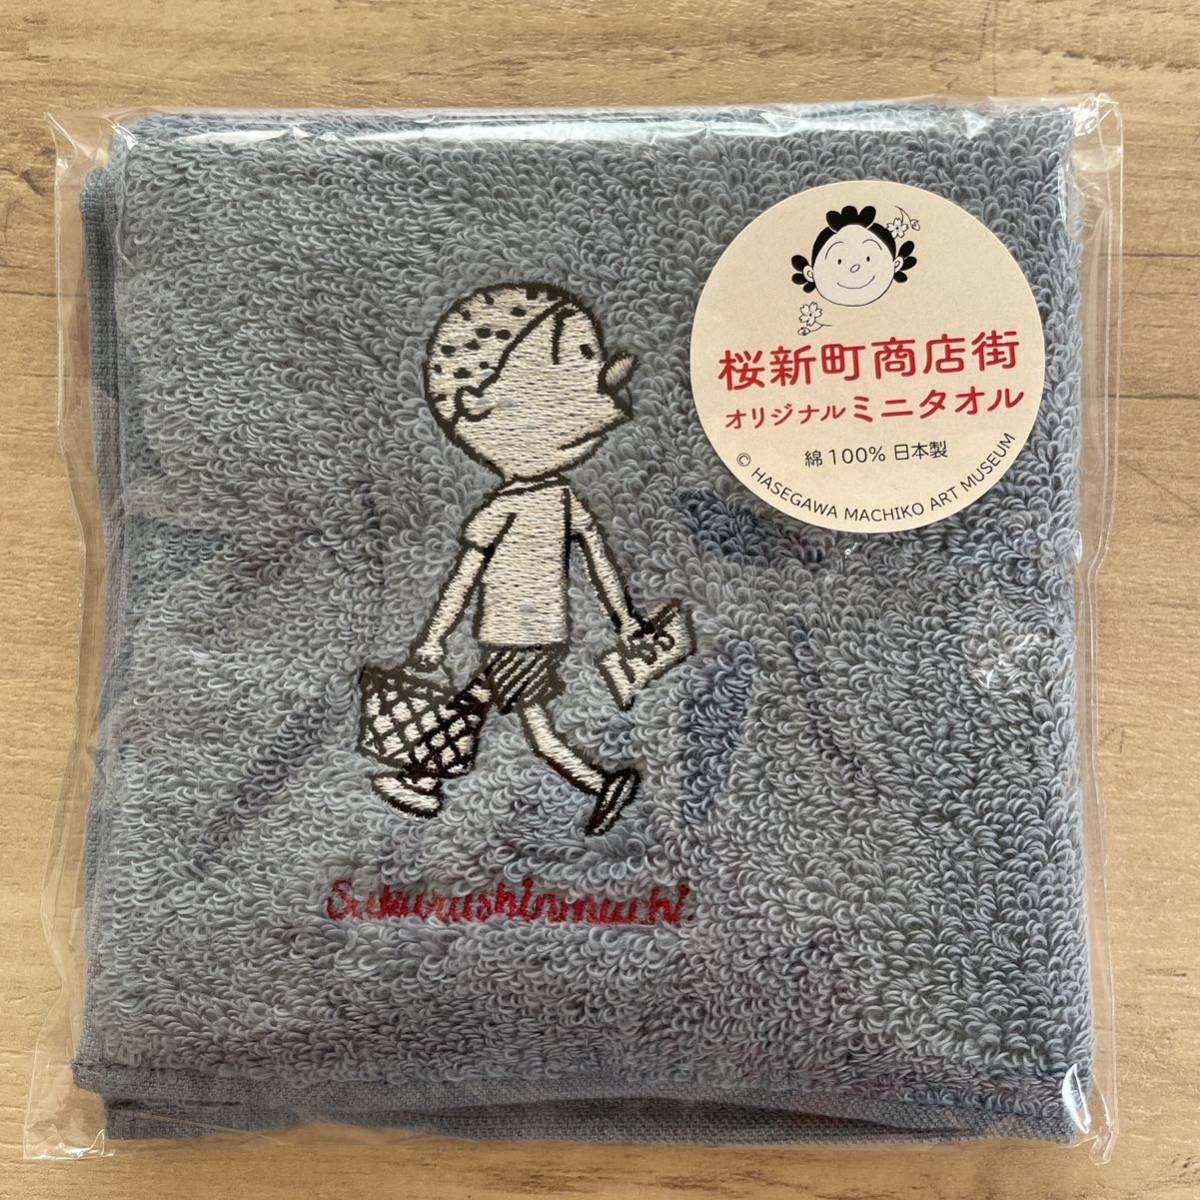 桜新町商店街
オリジナルミニタオル
綿100% 日本製
© HASEGAWA MACHIKO ART MUSEUM
Sakurashinmachi.